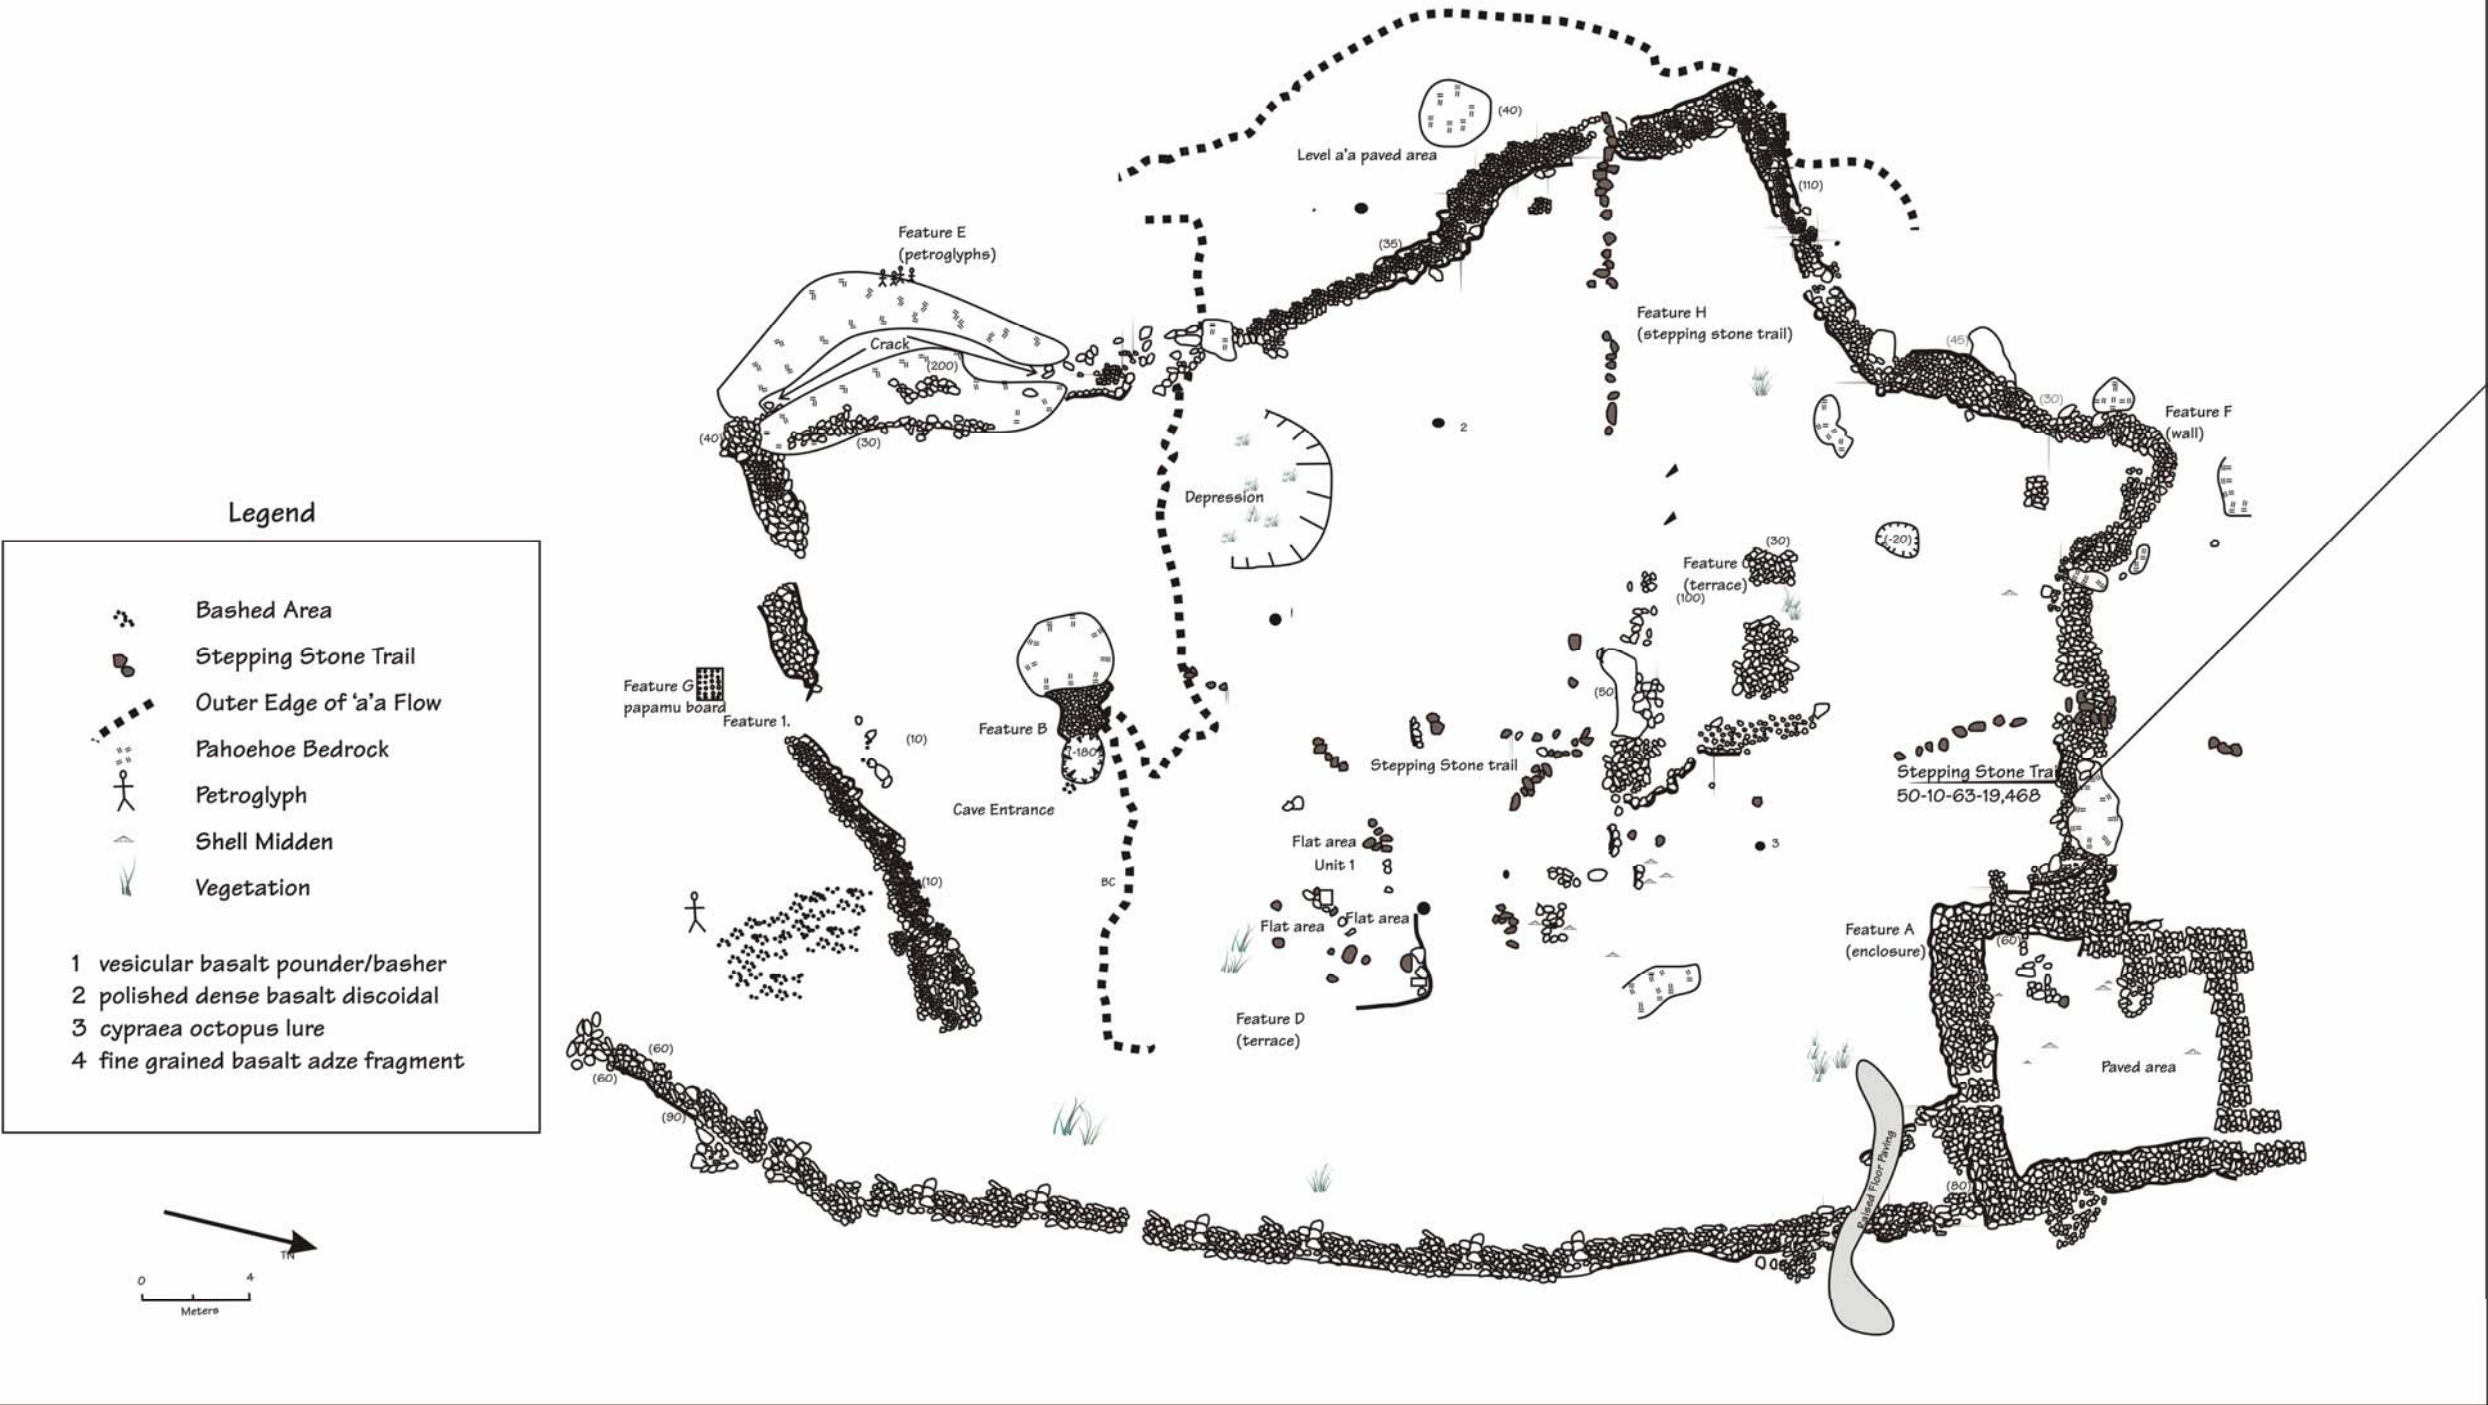 (40)
Level a'a paved area
(110)
Feature E
(petroglyphs)
(35)
Feature H
(stepping stone trail)
Crack
(200)
(45)
(30)
Feature F
(wall)
(40)
(30)
2
Depression
(-20)
(30)
Feature
(terrace)
(100)
1
Feature G
papamu board
Feature 1.
(50)
(10)
Feature B
(-180)
Cave Entrance
Stepping Stone trail
Stepping Stone Tra
50-10-63-19,468
Flat area
Unit 1
3
(10)
BC
Flat area
Flat area
Feature A
(enclosure)
(60)
Feature D
(terrace)
Paved area
(60)
(60)
(90)
Raised Floor Paving
(80)
Legend
Bashed Area
Stepping Stone Trail
Outer Edge of 'a'a Flow
Pahoehoe Bedrock
Petroglyph
Shell Midden
Vegetation
1 vesicular basalt pounder/basher
2 polished dense basalt discoidal
3 cypraea octopus lure
4 fine grained basalt adze fragment
TN
0 4
Meters